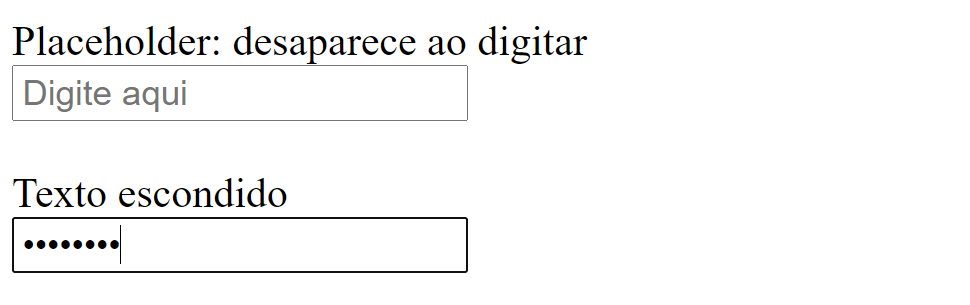 Placeholder: desaparece ao digitar
Digite aqui
Texto escondido
••••••••